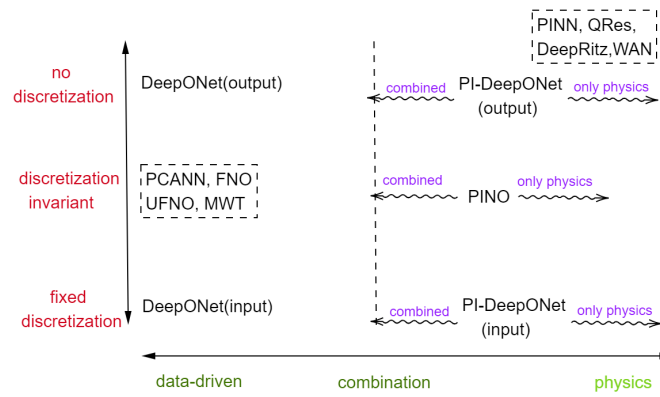 PINN, QRes,
DeepRitz,WAN
no
discretization
DeepONet(output)
combined
PI-DeepONet
(output)
only physics
discretization
invariant
PCANN, FNO
UFNO, MWT
combined
PINO
only physics
fixed
discretization
DeepONet(input)
combined
PI-DeepONet
(input)
only physics
data-driven
combination
physics